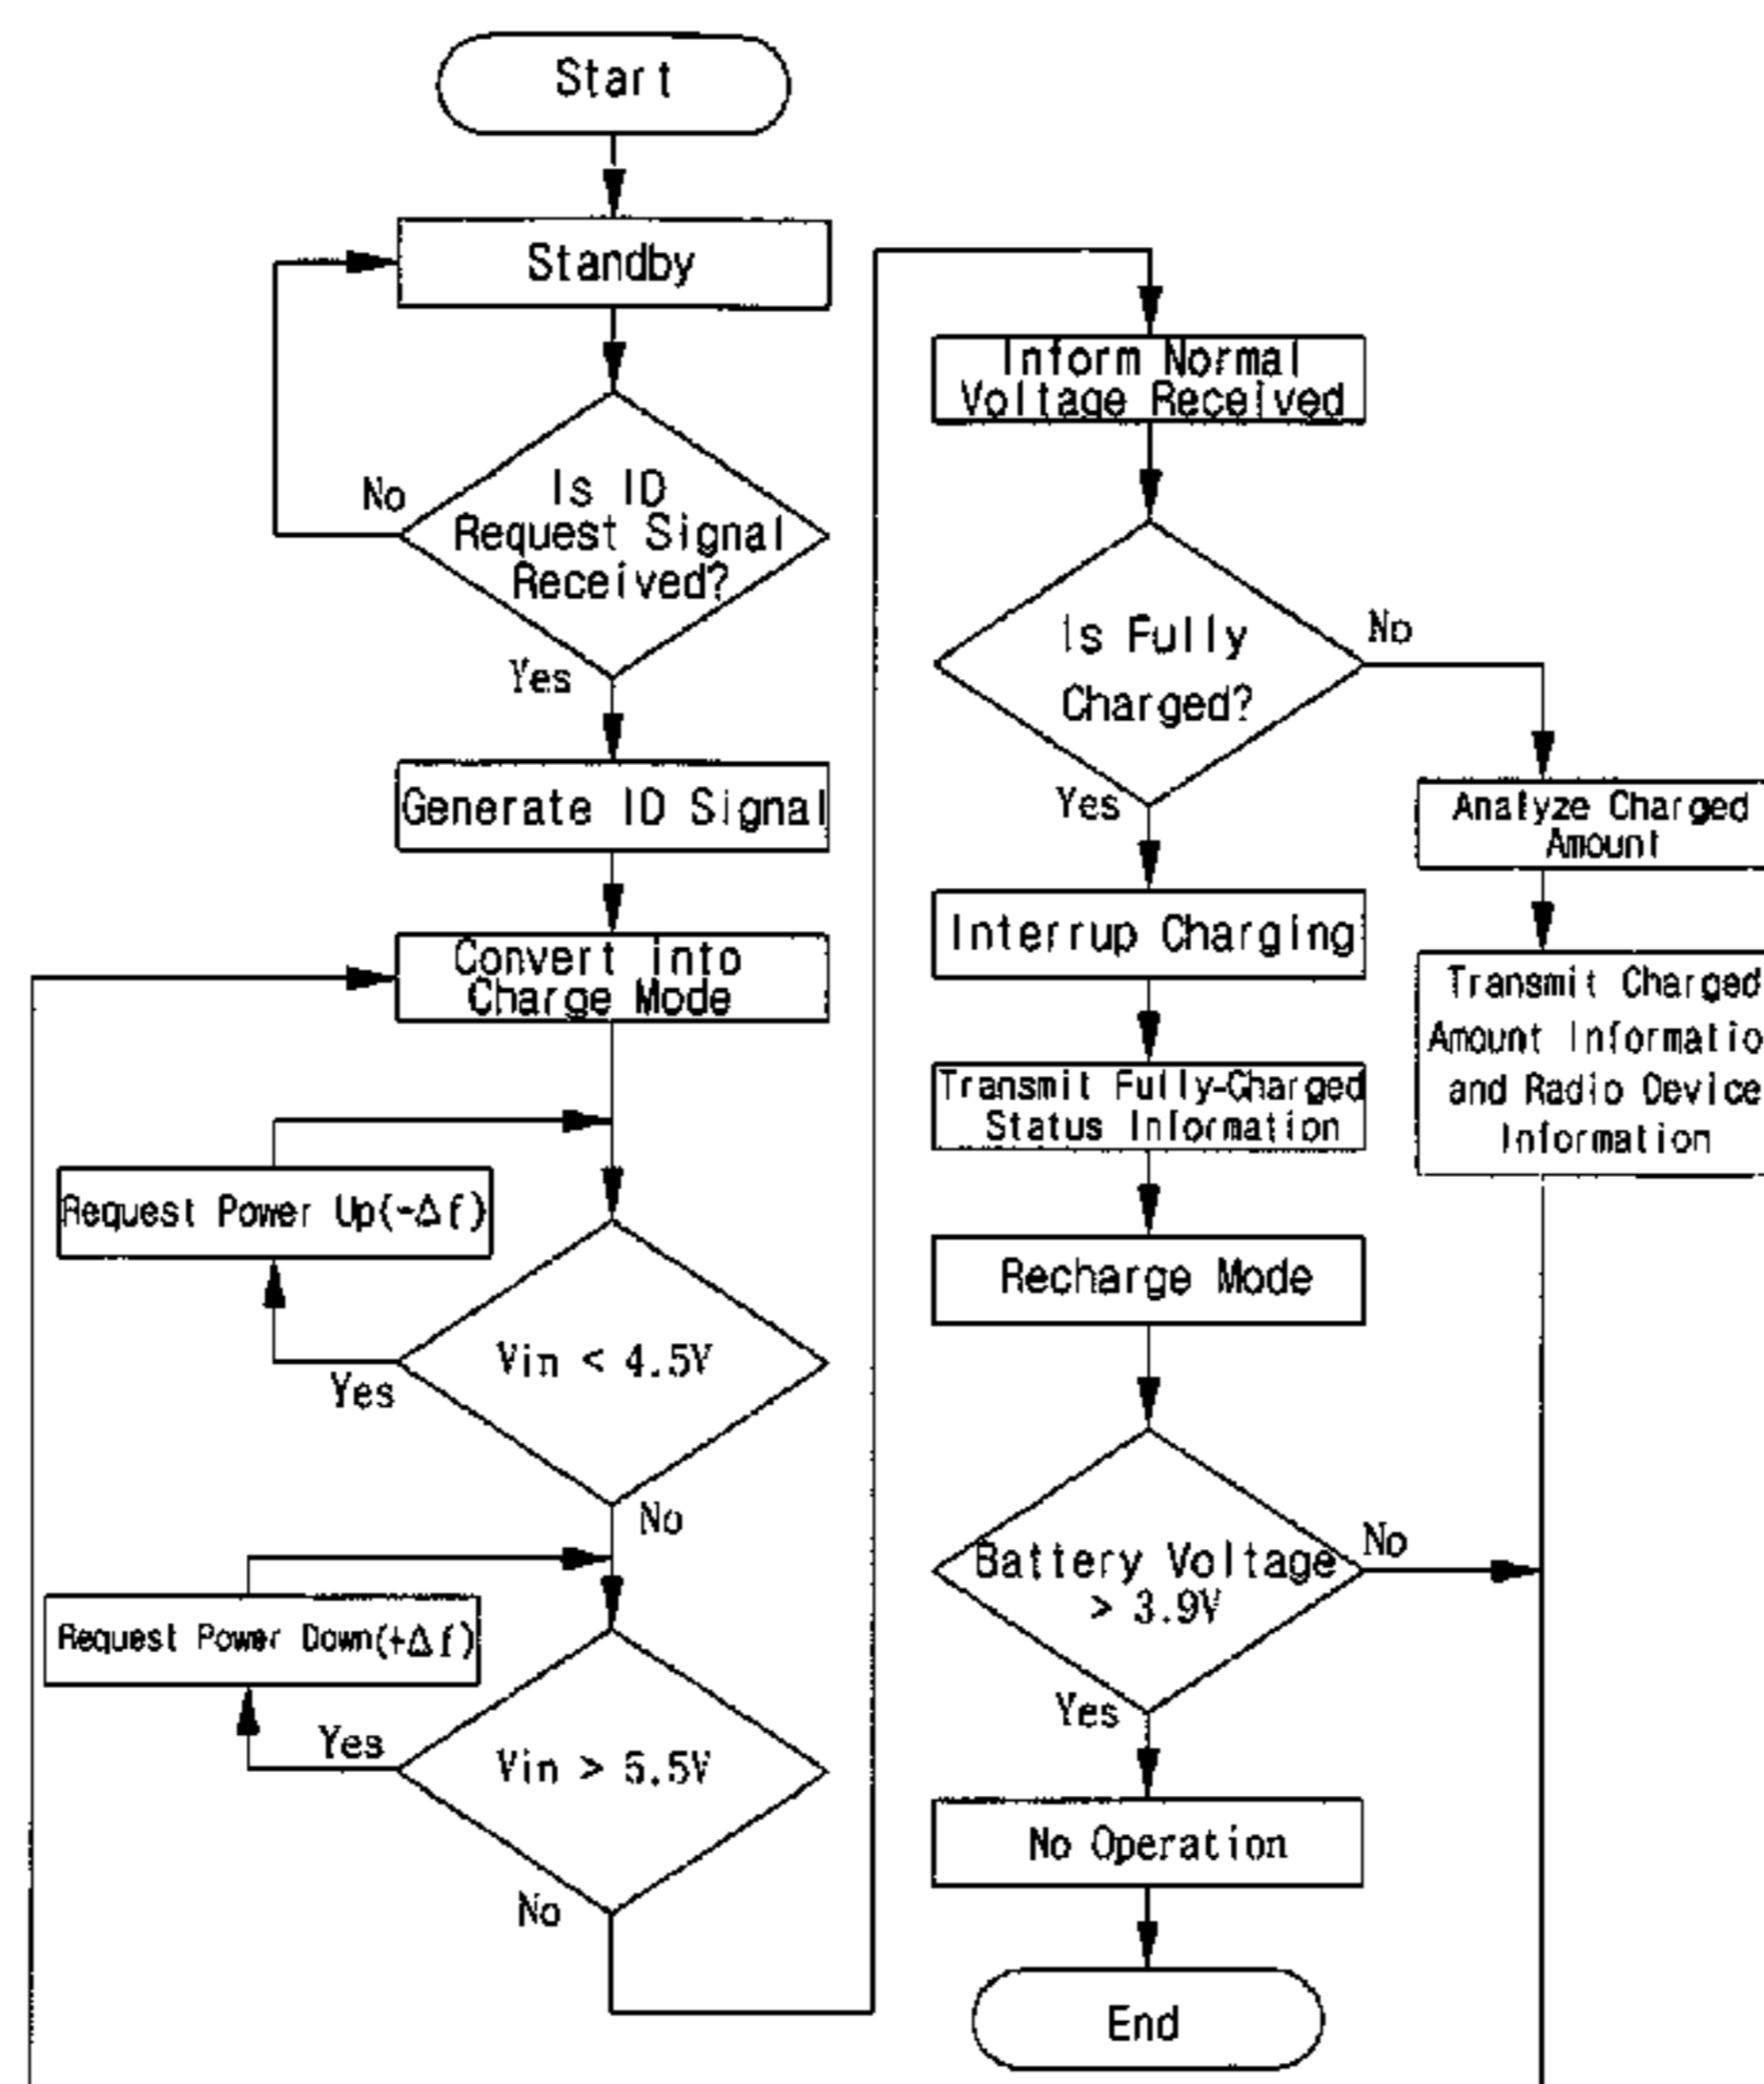 Start
Standby
No
Is ID
Request Signal
Received?
Yes
Generate ID Signal
Convert into
Charge Mode
Request Power Up(-Δf)
Vin < 4.5V
Yes
No
Request Power Down(+Δf)
Yes
Vin > 5.5V
No
Inform Normal
Voltage Received
Is Fully
Charged?
No
Yes
Analyze Charged
Amount
Transmit Charged
Amount Informatio
and Radio Device
Information
Interrup Charging
Transmit Fully-Charged
Status Information
Recharge Mode
Battery Voltage
> 3.9V
No
Yes
No Operation
End